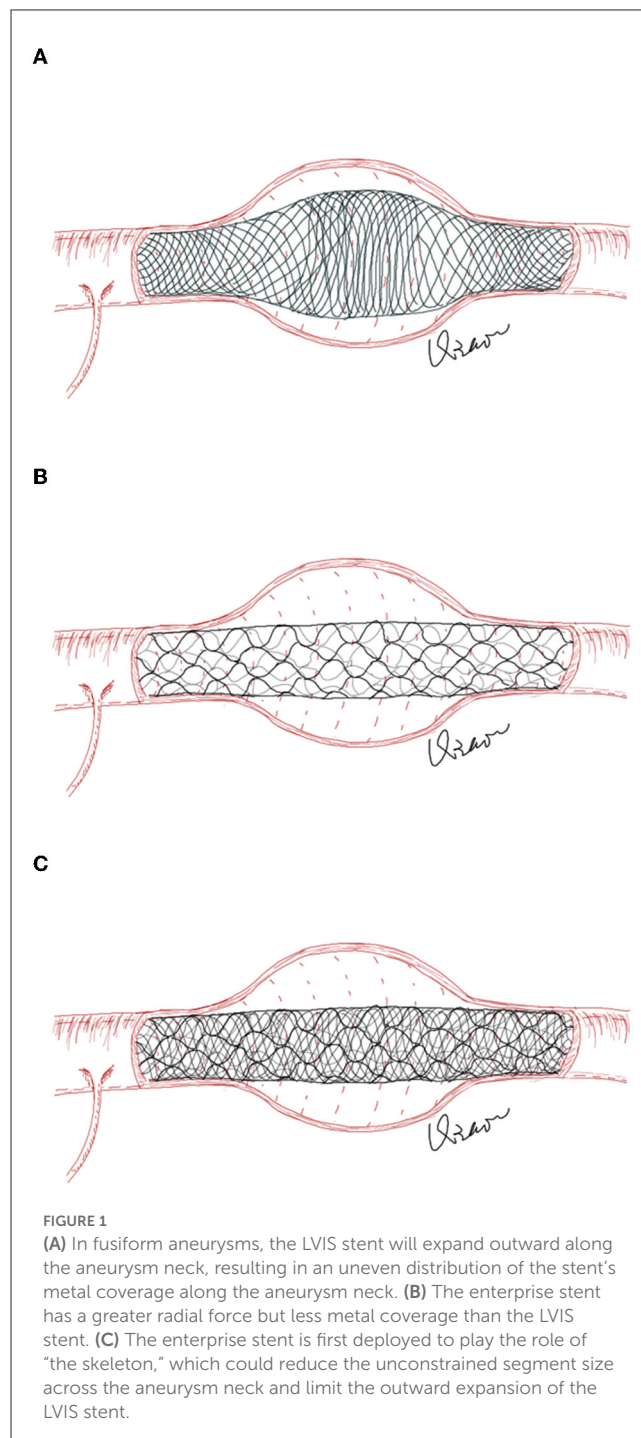 A
B
C
FIGURE 1
(A) In fusiform aneurysms, the LVIS stent will expand outward along
the aneurysm neck, resulting in an uneven distribution of the stent's
metal coverage along the aneurysm neck. (B) The enterprise stent
has a greater radial force but less metal coverage than the LVIS
stent. (C) The enterprise stent is first deployed to play the role of
"the skeleton," which could reduce the unconstrained segment size
across the aneurysm neck and limit the outward expansion of the
LVIS stent.